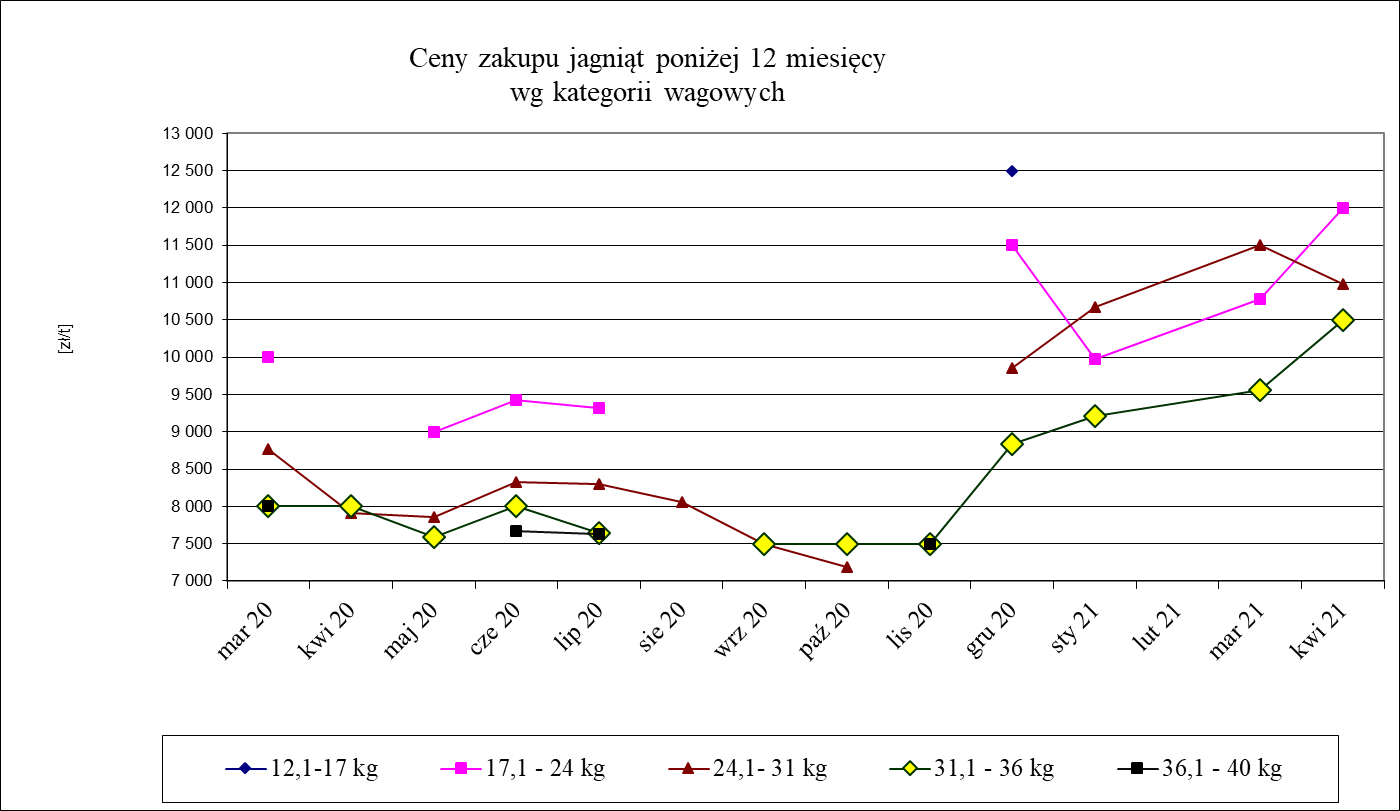 Ceny zakupu jagniąt poniżej 12 miesięcy
wg kategorii wagowych
[zł/t]
13 000
12 500
12 000
11 500
11 000
10 500
10 000
9 500
9 000
8 500
8 000
7 500
7 000
mar 20
kwi 20
maj 20
cze 20
lip 20
sie 20
wrz 20
paź 20
lis 20
gru 20
sty 21
lut 21
mar 21
kwi 21
12,1-17 kg
17,1 - 24 kg
24,1- 31 kg
31,1 - 36 kg
36,1 - 40 kg